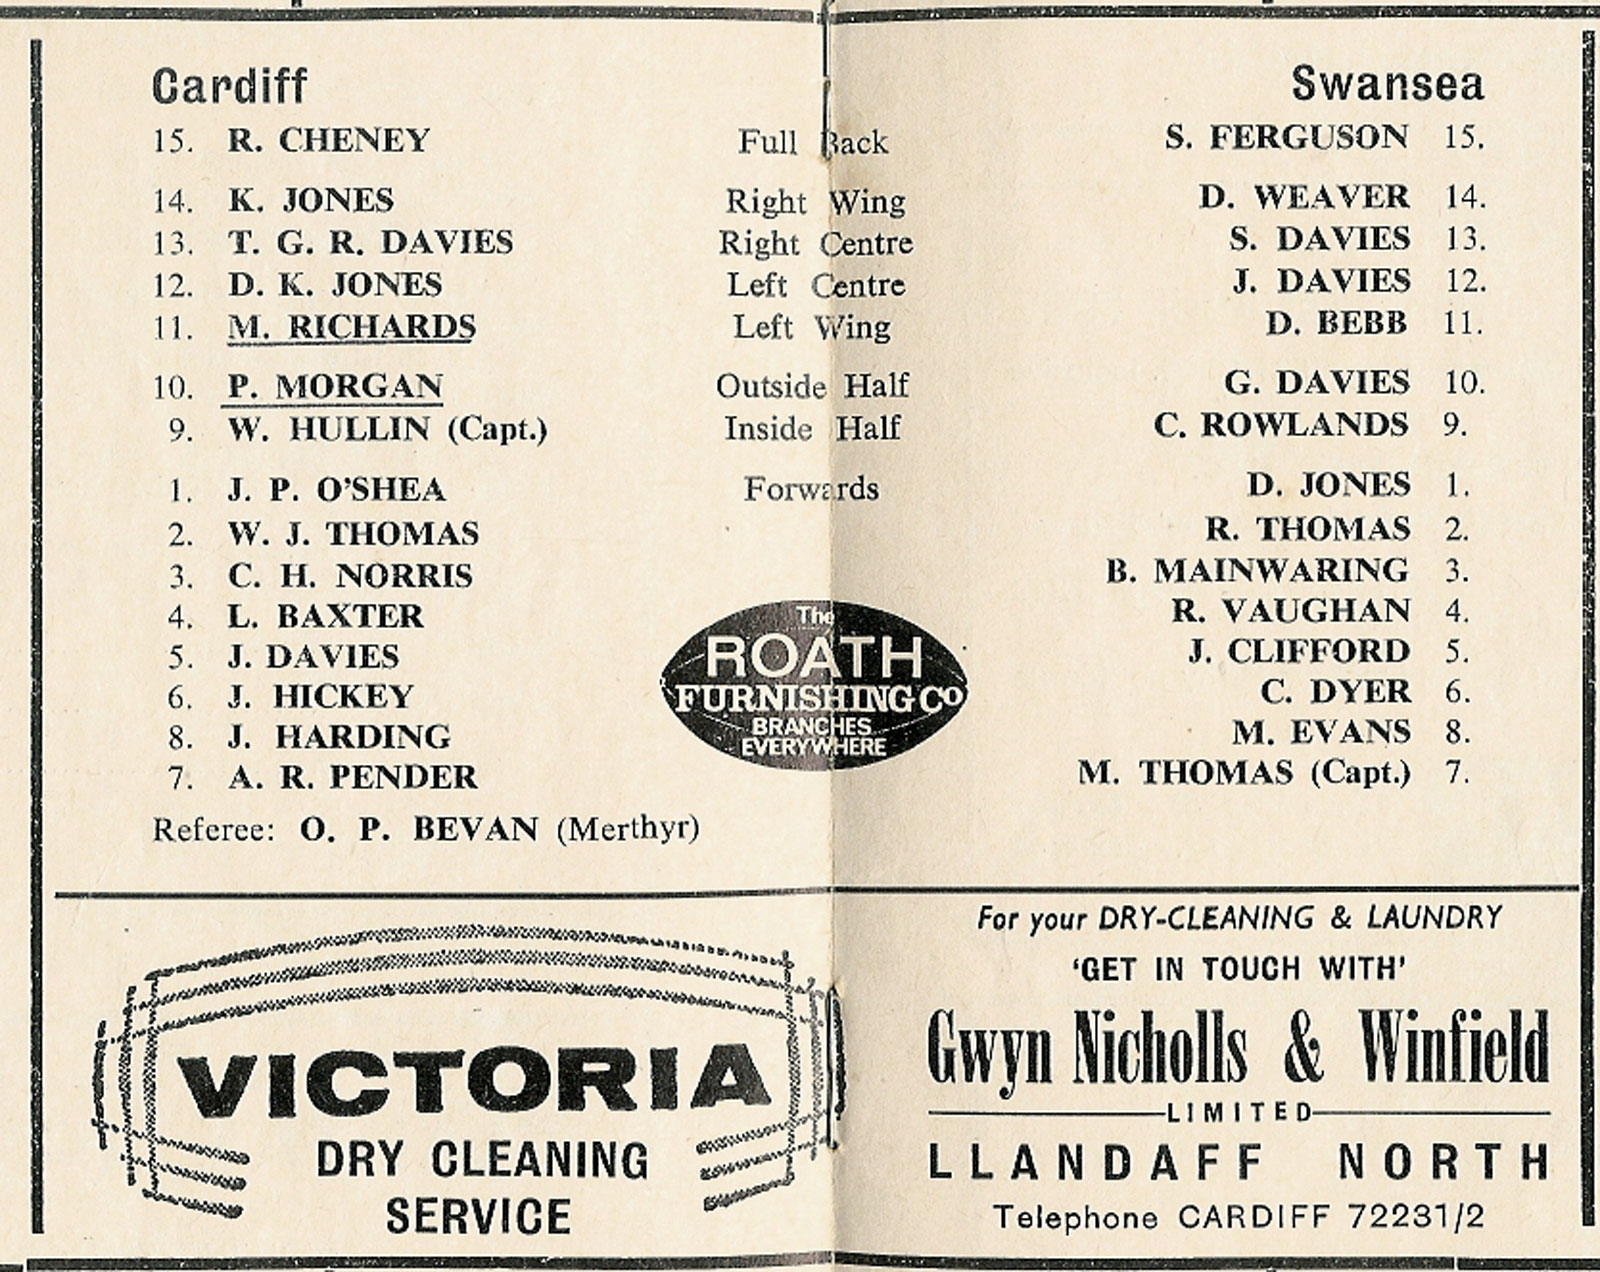 Cardiff Swansea
15. R. CHENEY Full Back S. FERGUSON 15.
14. K. JONES Right Wing D. WEAVER 14.
13. T. G. R. DAVIES Right Centre S. DAVIES 13.
12. D. K. JONES Left Centre J. DAVIES 12.
11. M. RICHARDS Left Wing D. BEBB 11.
10. P. MORGAN Outside Half G. DAVIES 10.
9. W. HULLIN (Capt.) Inside Half C. ROWLANDS 9.
1. J. P. O'SHEA Forwards D. JONES 1.
2. W. J. THOMAS R. THOMAS 2.
3. C. H. NORRIS B. MAINWARING 3.
4. L. BAXTER R. VAUGHAN 4.
5. J. DAVIES J. CLIFFORD 5.
6. J. HICKEY C. DYER 6.
8. J. HARDING M. EVANS 8.
7. A. R. PENDER M. THOMAS (Capt.) 7.
The
ROATH
FURNISHING CO
BRANCHES
EVERYWHERE
Referee: O. P. BEVAN (Merthyr)
VICTORIA
DRY CLEANING
SERVICE
For your DRY-CLEANING & LAUNDRY
'GET IN TOUCH WITH'
Gwyn Nicholls & Winfield
LIMITED
LLANDAFF NORTH
Telephone CARDIFF 72231/2